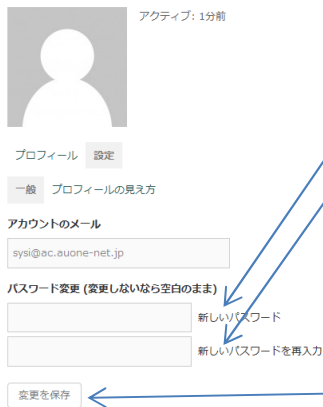 アクティブ: 1分前
プロフィール 設定
一般 プロフィールの見え方
アカウントのメール
sysi@ac.auone-net.jp
パスワード変更 (変更しないなら空白のまま)
新しいパスワード
新しいパスワードを再入力
変更を保存